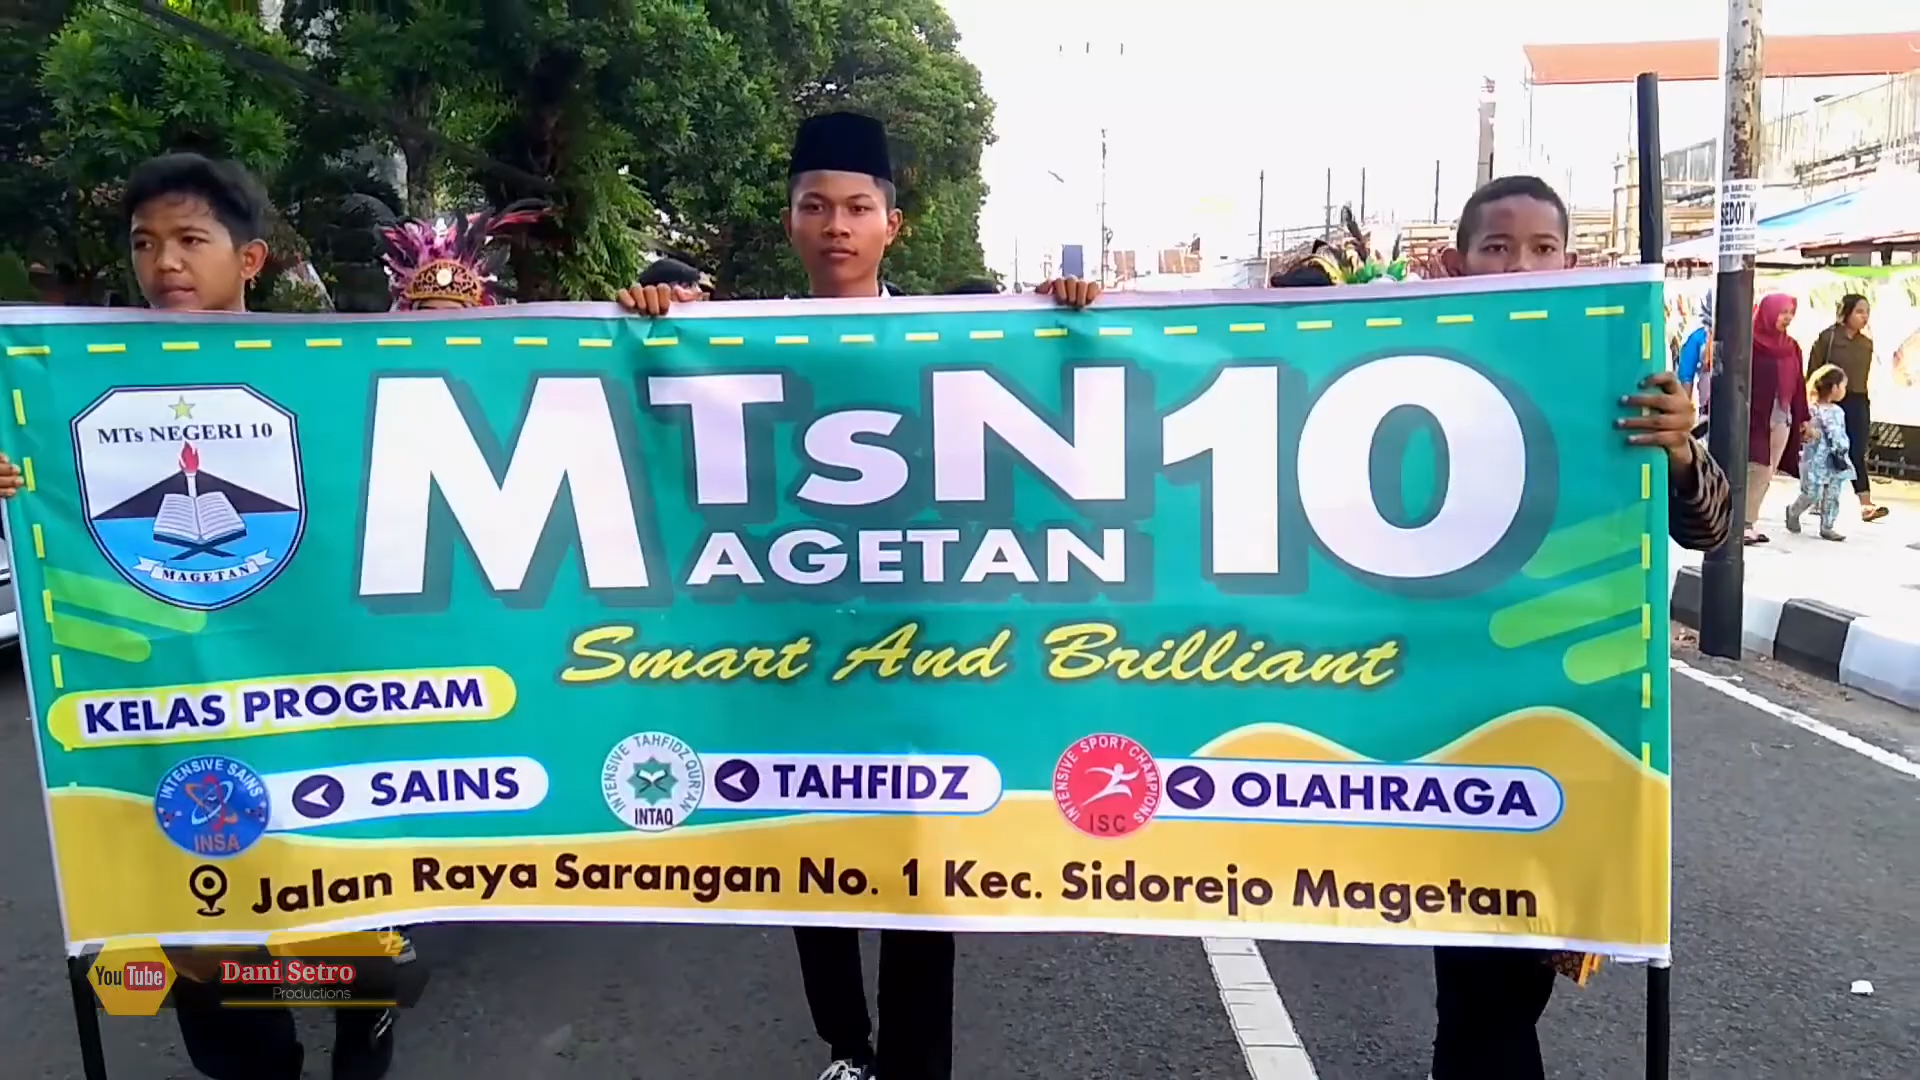 MTs NEGERI 10
MAGETAN
MTsN 10
MAGETAN
Smart And Brilliant
KELAS PROGRAM
INTENSIVE SAINS
INSA
SAINS
INTENSIVE TAHFIDZ QUR'AN
INTAQ
TAHFIDZ
INTENSIVE SPORT CHAMPIONS
ISC
OLAHRAGA
Jalan Raya Sarangan No. 1 Kec. Sidorejo Magetan
SEDOT
YouTube
Dani Setro
Productions